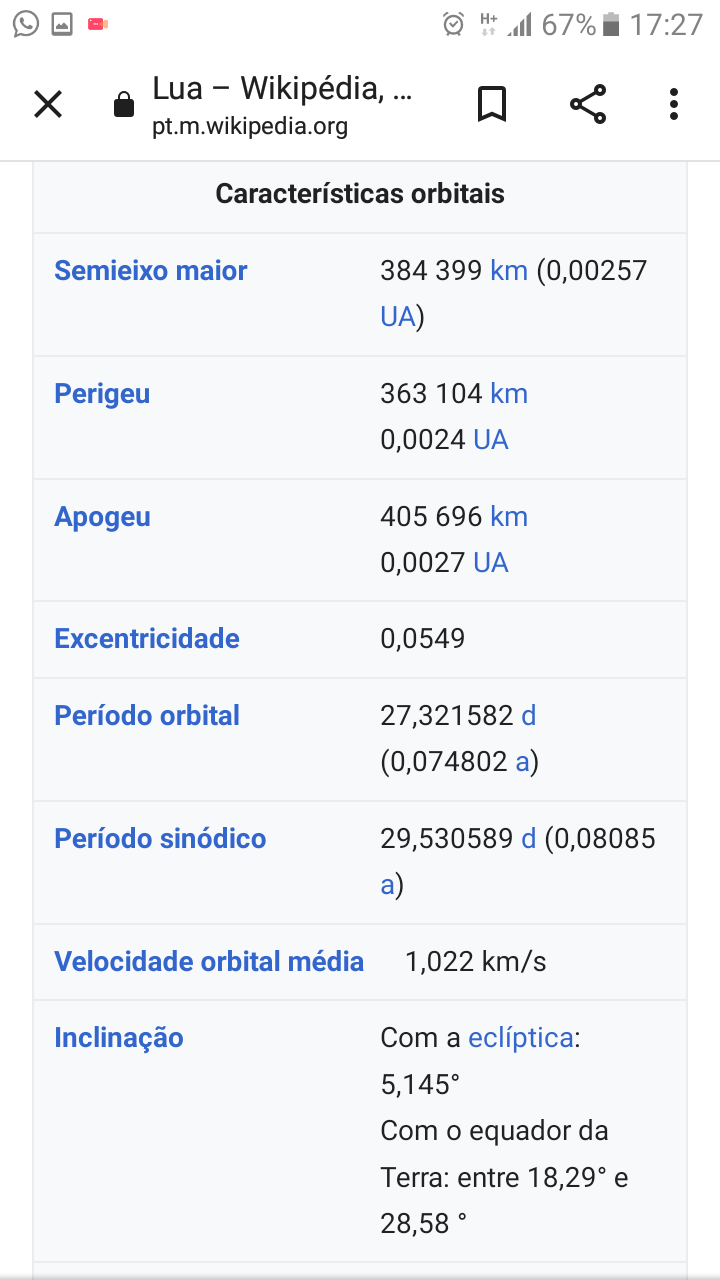 H+ 67% 17:27
Lua – Wikipédia, ...
pt.m.wikipedia.org
Características orbitais
Semieixo maior 384 399 km (0,00257
UA)
Perigeu 363 104 km
0,0024 UA
Apogeu 405 696 km
0,0027 UA
Excentricidade 0,0549
Período orbital 27,321582 d
(0,074802 a)
Período sinódico 29,530589 d (0,08085
a)
Velocidade orbital média 1,022 km/s
Inclinação Com a eclíptica:
5,145°
Com o equador da
Terra: entre 18,29° e
28,58 °